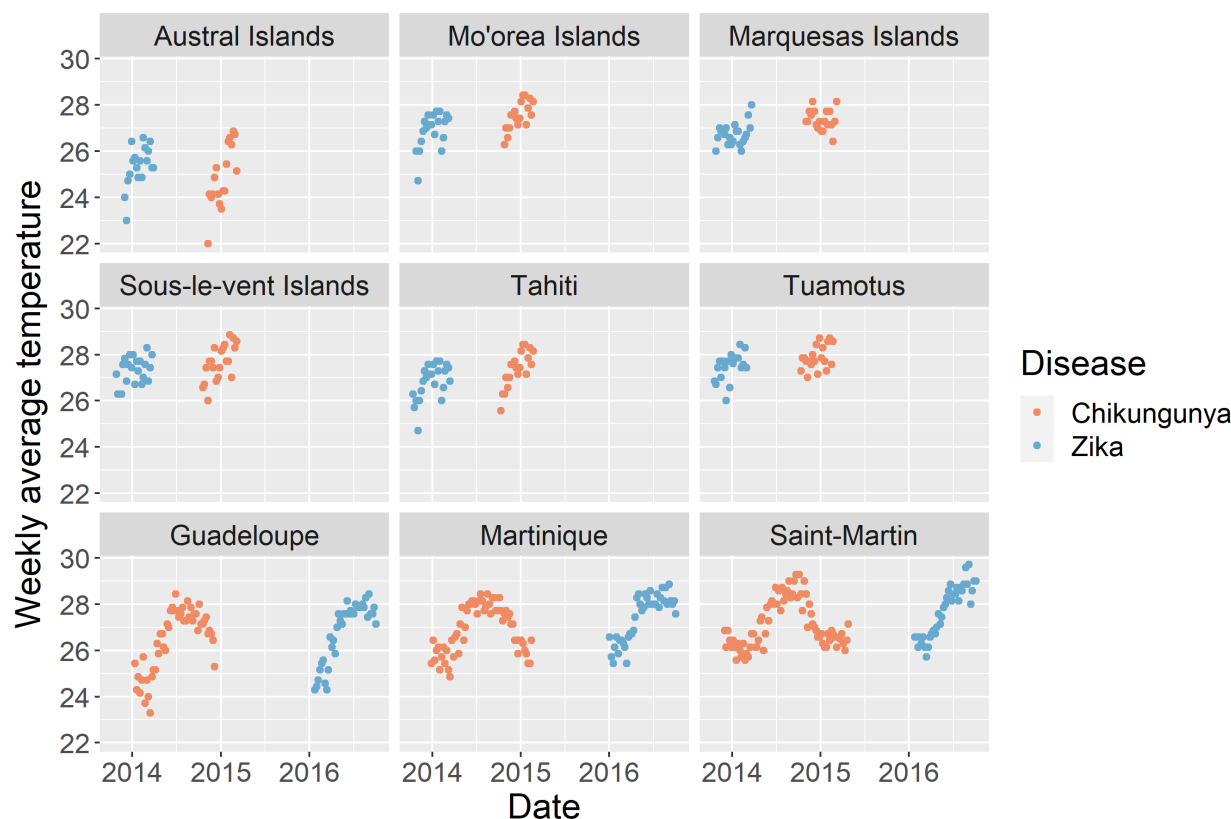 Austral Islands
Mo'orea Islands
Marquesas Islands
30
28
26
24
22
Sous-le-vent Islands
Tahiti
Tuamotus
30
28
26
24
22
Guadeloupe
Martinique
Saint-Martin
30
28
26
24
22
2014 2015 2016
2014 2015 2016
2014 2015 2016
Date
Weekly average temperature
Disease
Chikungunya
Zika